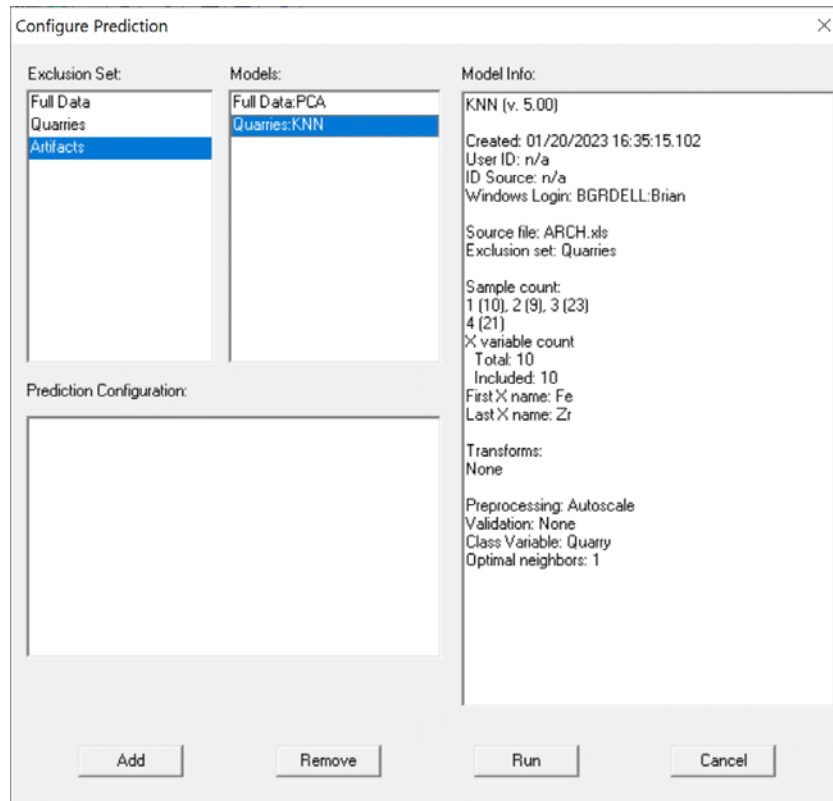 Configure Prediction
Exclusion Set:
Full Data
Quarries
Artifacts
Models:
Full Data:PCA
Quarries:KNN
Model Info:
KNN (v. 5.00)
Created: 01/20/2023 16:35:15.102
User ID: n/a
ID Source: n/a
Windows Login: BGRDELL:Brian
Source file: ARCH.xls
Exclusion set: Quarries
Sample count:
1 (10), 2 (9), 3 (23)
4 (21)
X variable count
Total: 10
Included: 10
First X name: Fe
Last X name: Zr
Transforms:
None
Preprocessing: Autoscale
Validation: None
Class Variable: Quarry
Optimal neighbors: 1
Prediction Configuration:
Add
Remove
Run
Cancel